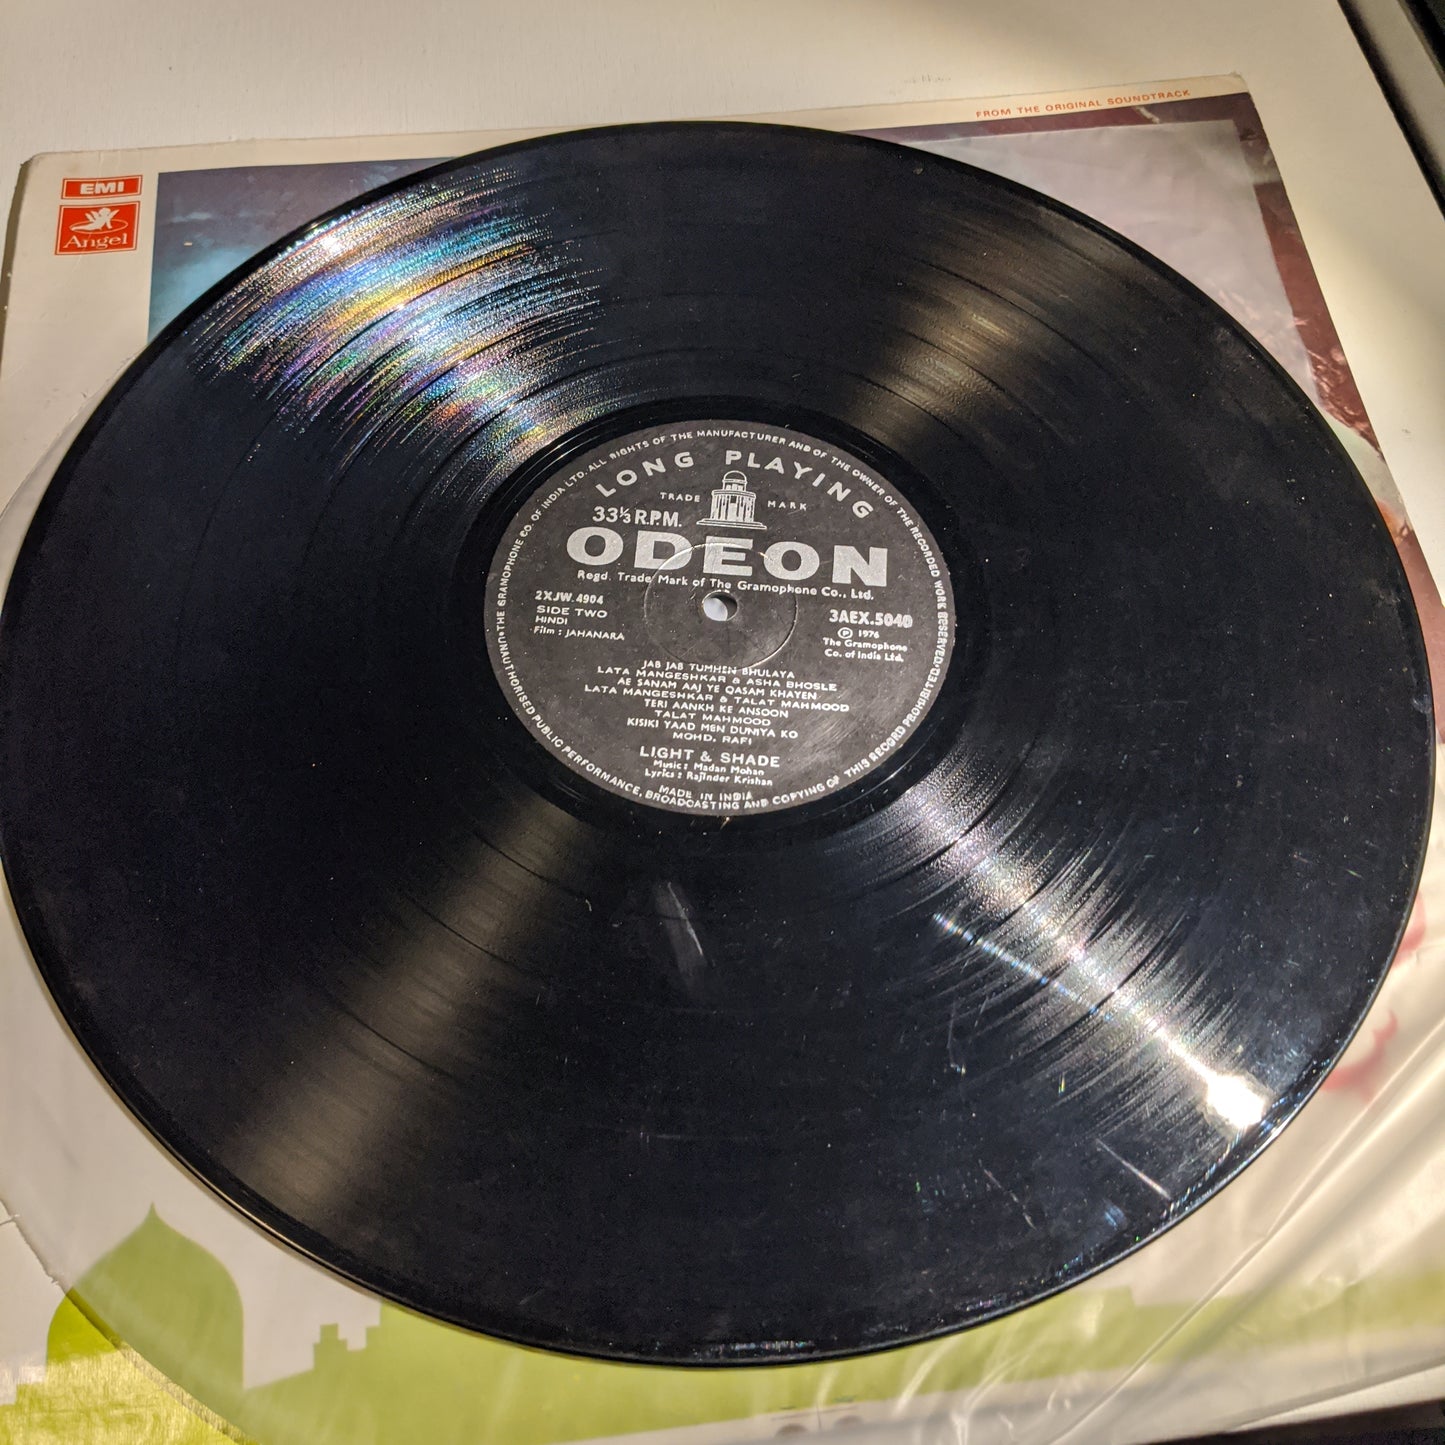 FROM THE ORIGINAL SOUNDTRACK
EMI
Angel
UNAUTHORISED PUBLIC PERFORMANCE, BROADCASTING AND COPYING OF THIS RECORD PROHIBITED. • THE GRAMOPHONE CO. OF INDIA LTD. ALL RIGHTS OF THE MANUFACTURER AND OF THE OWNER OF THE RECORDED WORK RESERVED.
LONG PLAYING
TRADE MARK
33⅓ R.P.M.
ODEON
Regd. Trade Mark of The Gramophone Co., Ltd.
2XJW.4904
SIDE TWO
HINDI
Film : JAHANARA
3AEX.5040
Ⓟ 1976
The Gramophone
Co. of India Ltd.
JAB JAB TUMHEN BHULAYA
LATA MANGESHKAR & ASHA BHOSLE
AE SANAM AAJ YE QASAM KHAYEN
LATA MANGESHKAR & TALAT MAHMOOD
TERI AANKH KE ANSOON
TALAT MAHMOOD
KISIKI YAAD MEN DUNIYA KO
MOHD. RAFI
LIGHT & SHADE
Music : Madan Mohan
Lyrics : Rajinder Krishan
MADE IN INDIA